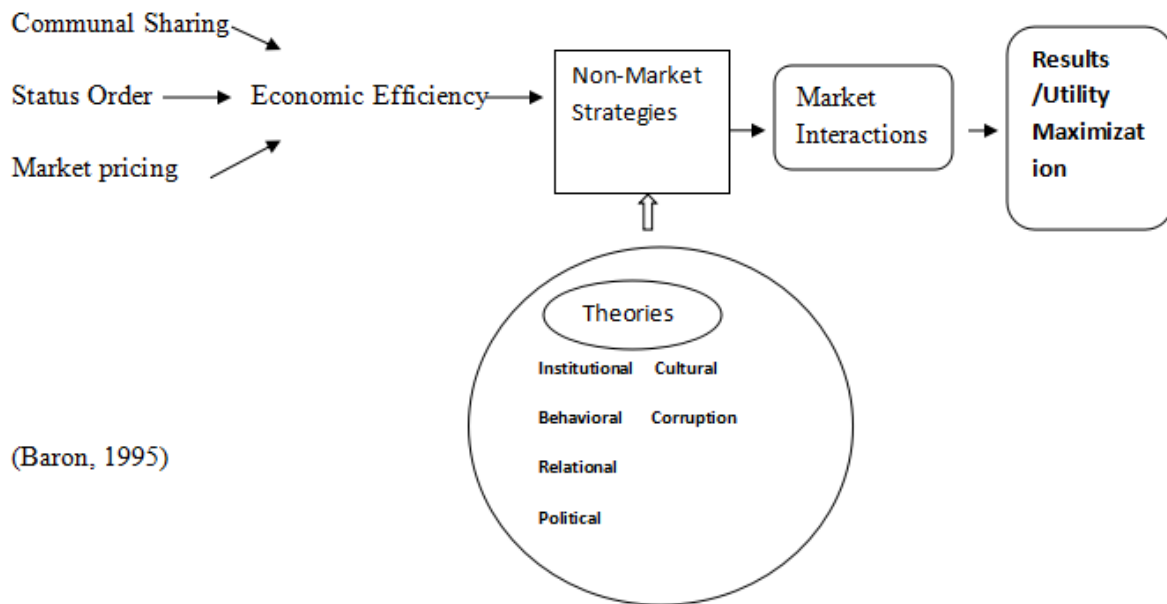 Communal Sharing
Status Order
Market pricing
Economic Efficiency
Non-Market
Strategies
Market
Interactions
Results
/Utility
Maximizat
ion
Theories
Institutional Cultural
Behavioral Corruption
Relational
Political
(Baron, 1995)